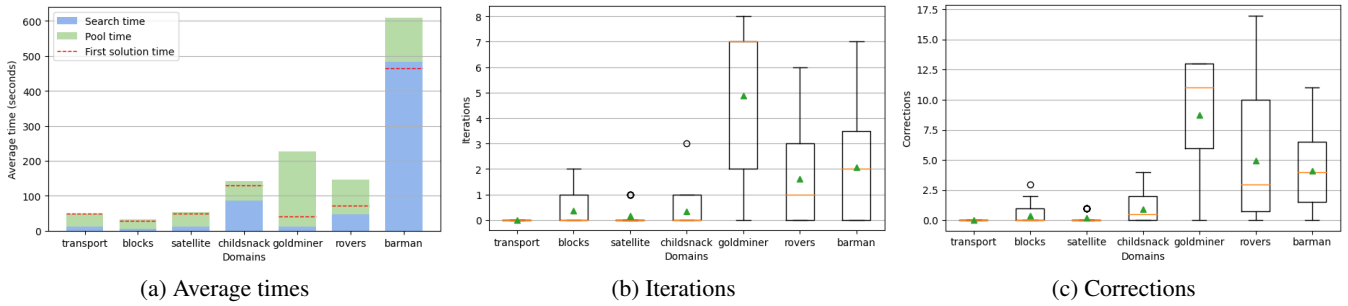 600
500
400
300
200
100
0
Average time (seconds)
Search time
Pool time
First solution time
transport blocks satellite childsnack goldminer rovers barman
Domains
(a) Average times
8
7
6
5
4
3
2
1
0
Iterations
transport blocks satellite childsnack goldminer rovers barman
Domains
(b) Iterations
17.5
15.0
12.5
10.0
7.5
5.0
2.5
0.0
Corrections
transport blocks satellite childsnack goldminer rovers barman
Domains
(c) Corrections